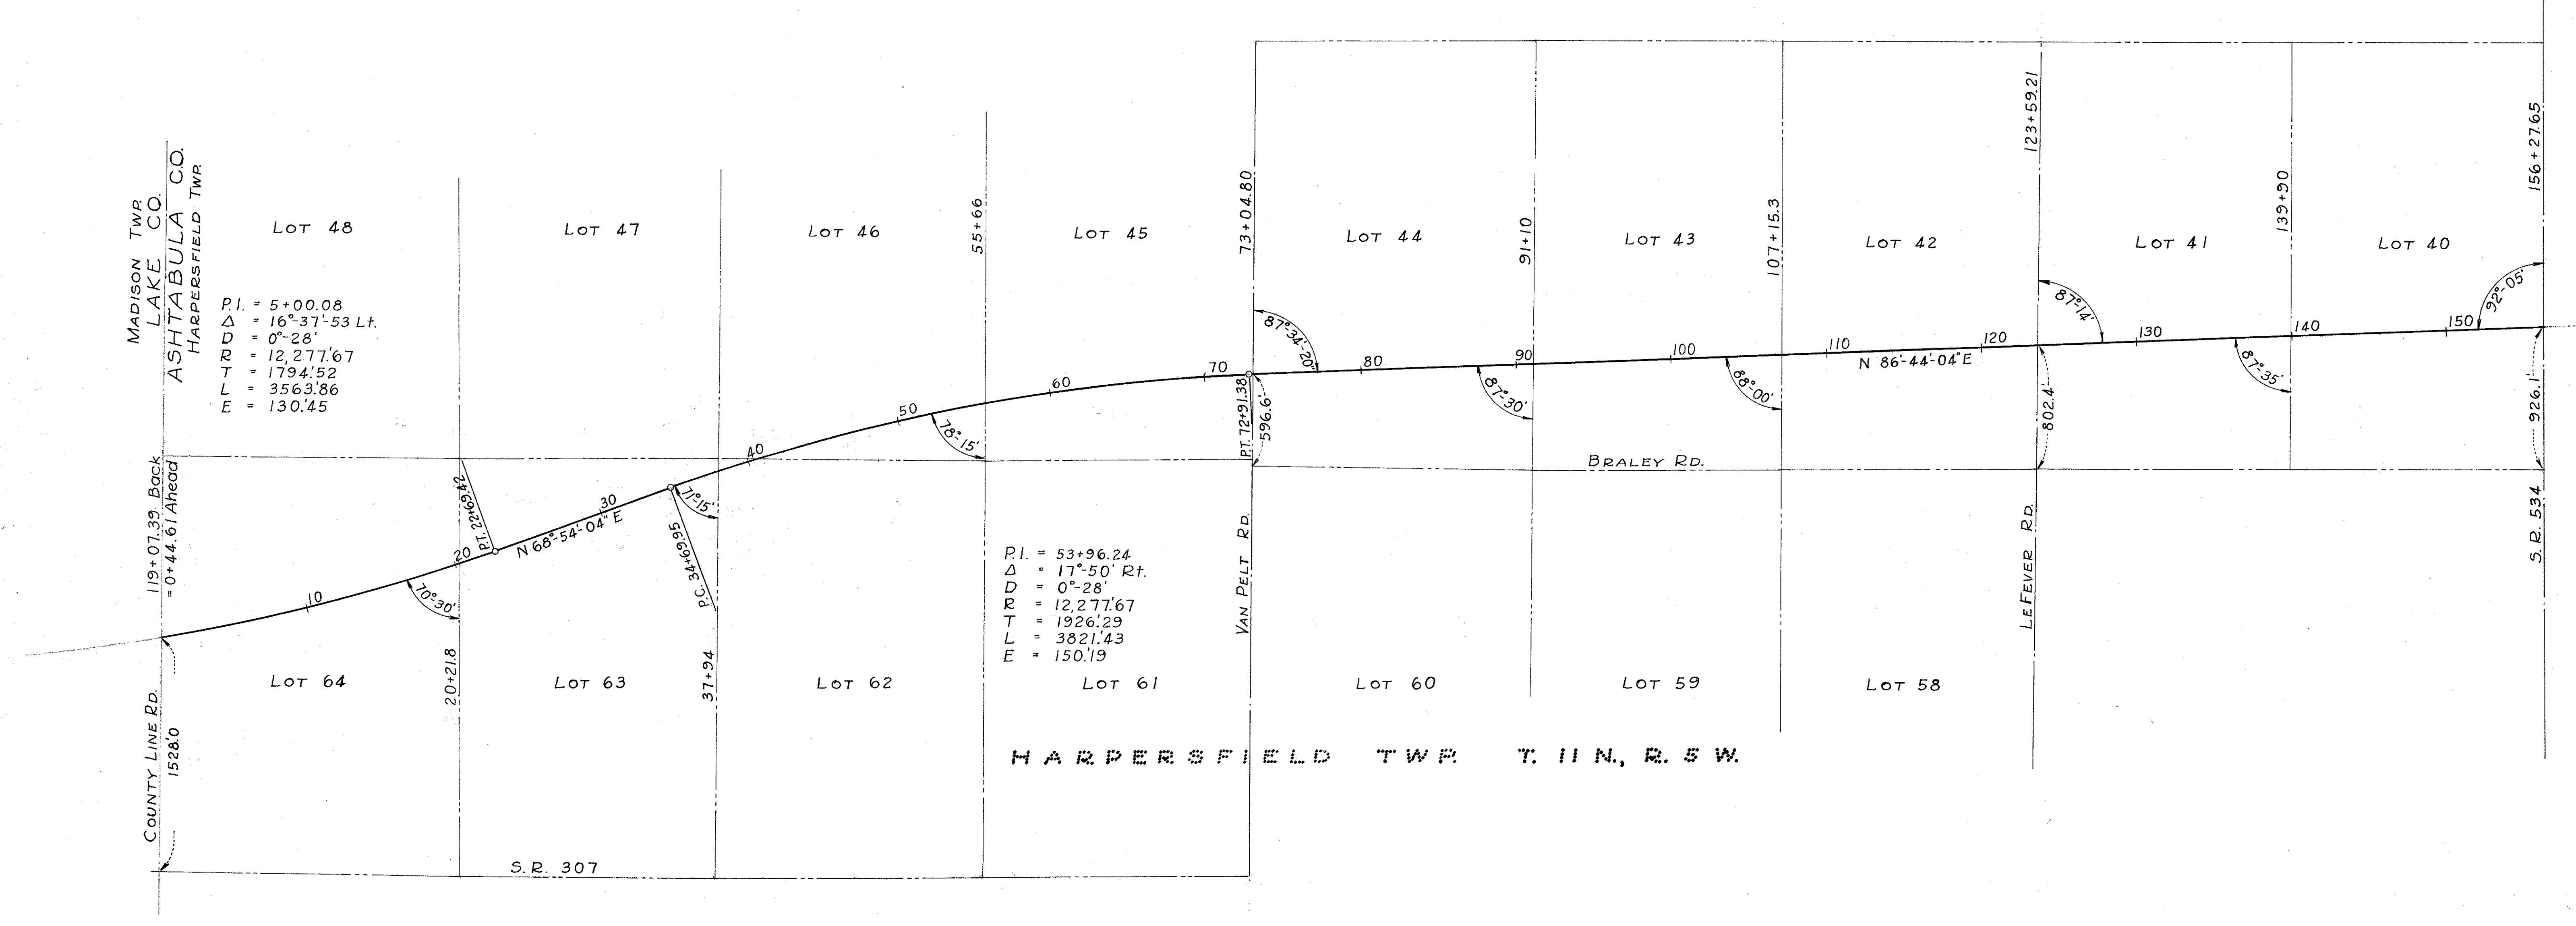 MADISON TWP.
LAKE CO.
ASHTABULA CO.
HARPERSFIELD TWP.
LOT 48
LOT 47
LOT 46
55+66
LOT 45
73+04.80
LOT 44
91+10
LOT 43
107+15.3
LOT 42
123+59.21
LOT 41
139+90
LOT 40
156+27.65
P.I. = 5+00.08
Δ = 16°-37'-53 Lt.
D = 0°-28'
R = 12,277.'67
T = 1794.'52
L = 3563.'86
E = 130.'45
119+07.39 Back
= 0+44.61 Ahead
10
20
30
40
50
60
70
80
90
100
110
120
130
140
150
70°-30'
P.T. 22+69.42
N 68°-54'-04" E
71°-15'
P.C. 34+69.95
78°-15'
P.T. 72+91.38
596.6'
87°-34'-20"
87°-30'
88°-00'
N 86°-44'-04" E
87°-14'
802.4'
87°-35'
92°-05'
926.1'
BRALEY RD.
P.I. = 53+96.24
Δ = 17°-50' Rt.
D = 0°-28'
R = 12,277.'67
T = 1926.'29
L = 3821.'43
E = 150.'19
VAN PELT RD.
LEFEVER RD.
S.R. 534
COUNTY LINE RD.
1528.'0
LOT 64
20+21.8
LOT 63
37+94
LOT 62
LOT 61
LOT 60
LOT 59
LOT 58
HARPERSFIELD TWP. T. 11 N., R. 5 W.
S.R. 307